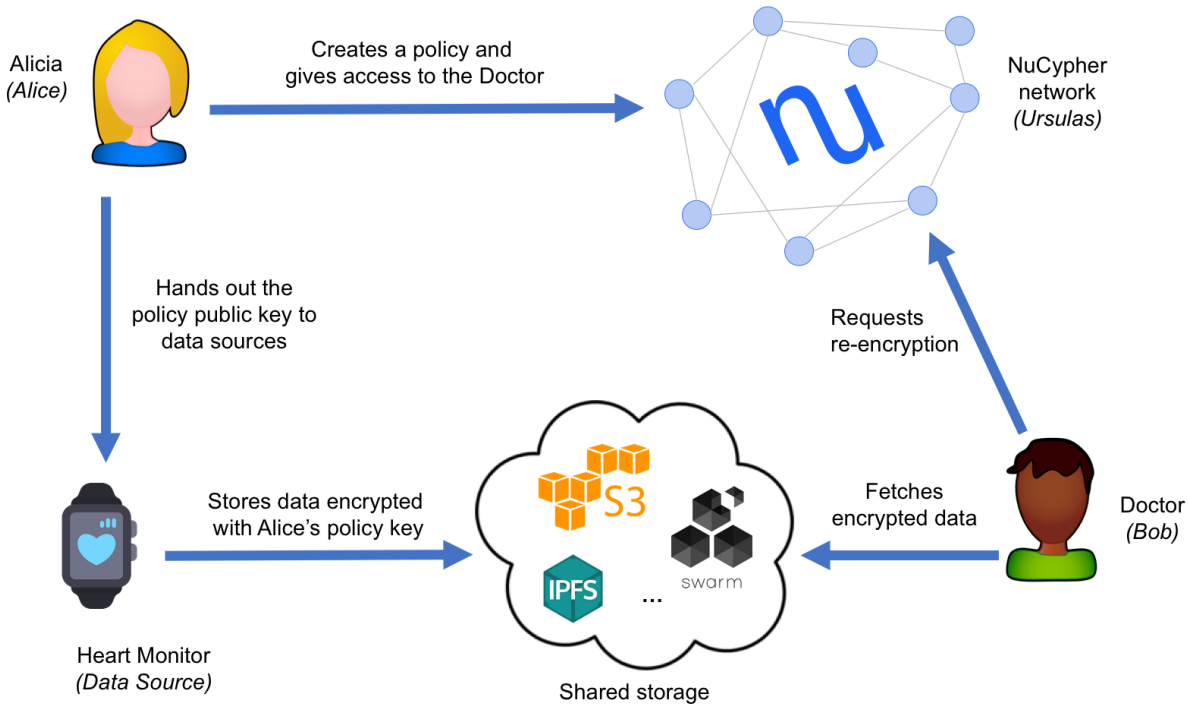 Alicia
(Alice)
Creates a policy and
gives access to the Doctor
nu
NuCypher
network
(Ursulas)
Hands out the
policy public key to
data sources
Requests
re-encryption
Stores data encrypted
with Alice’s policy key
S3
swarm
IPFS
...
Fetches
encrypted data
Doctor
(Bob)
Heart Monitor
(Data Source)
Shared storage